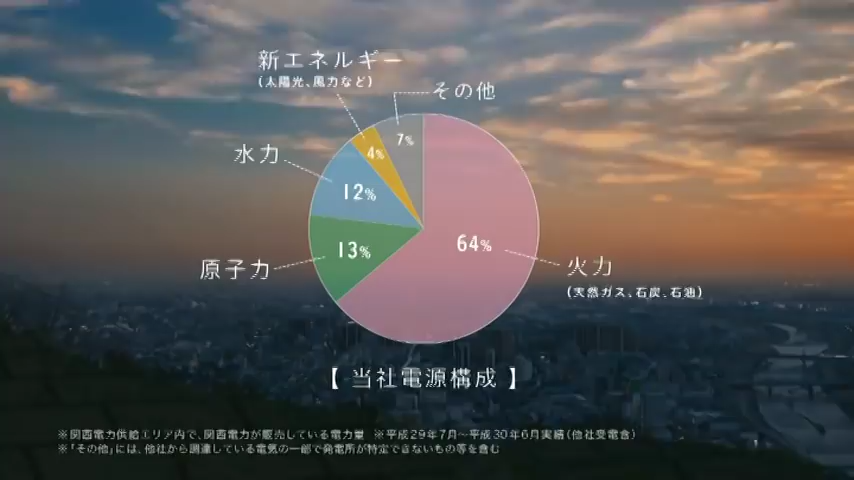 新エネルギー
(太陽光、風力など)
その他
7%
4%
水力
12%
64%
13%
原子力
火力
(天然ガス、石炭、石油)
【 当社電源構成 】
※関西電力供給エリア内で、関西電力が販売している電力量 ※平成29年7月～平成30年6月実績(他社受電含)
※「その他」には、他社から調達している電気の一部で発電所が特定できないもの等を含む